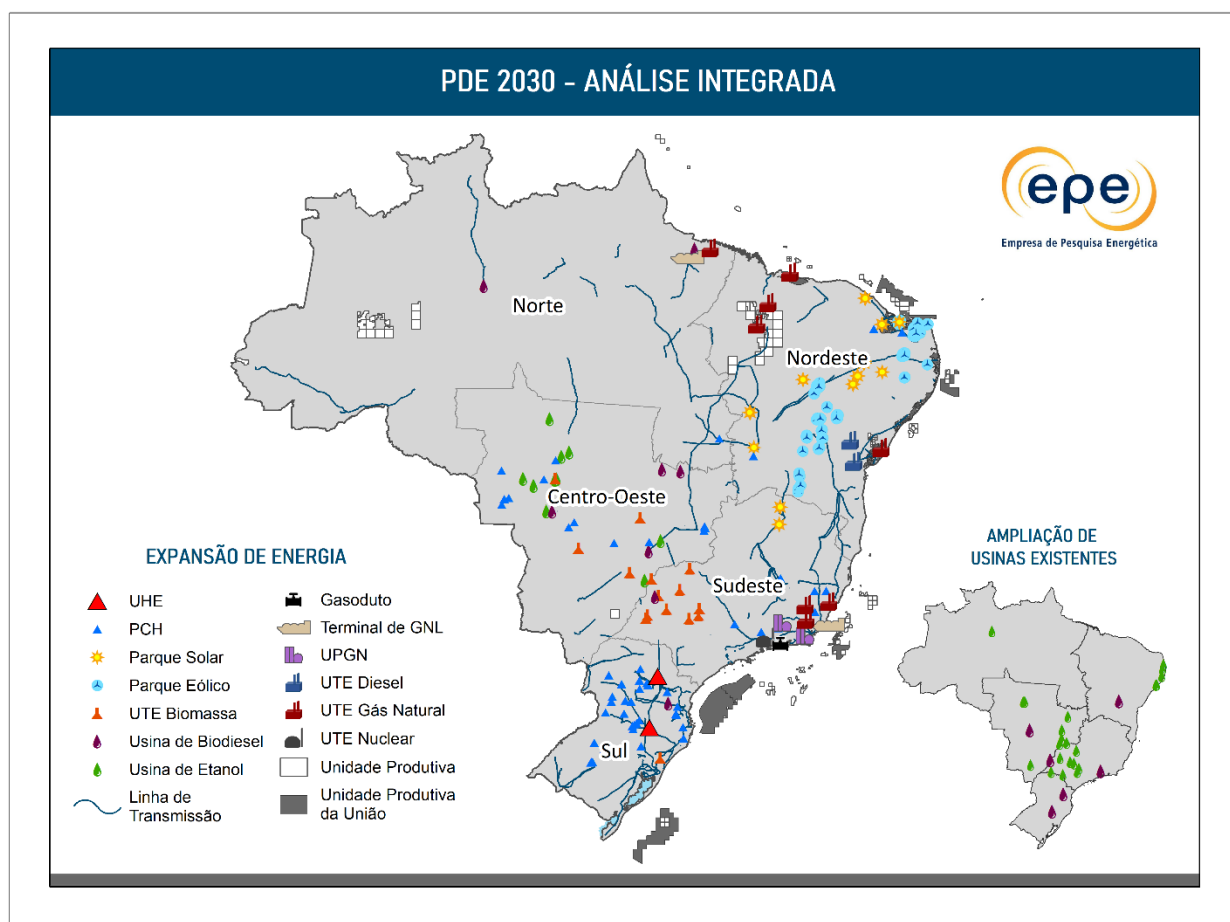 PDE 2030 - ANÁLISE INTEGRADA
epe
Empresa de Pesquisa Energética
Norte
Nordeste
Centro-Oeste
Sudeste
Sul
EXPANSÃO DE ENERGIA
UHE
PCH
Parque Solar
Parque Eólico
UTE Biomassa
Usina de Biodiesel
Usina de Etanol
Linha de
Transmissão
Gasoduto
Terminal de GNL
UPGN
UTE Diesel
UTE Gás Natural
UTE Nuclear
Unidade Produtiva
Unidade Produtiva
da União
AMPLIAÇÃO DE
USINAS EXISTENTES